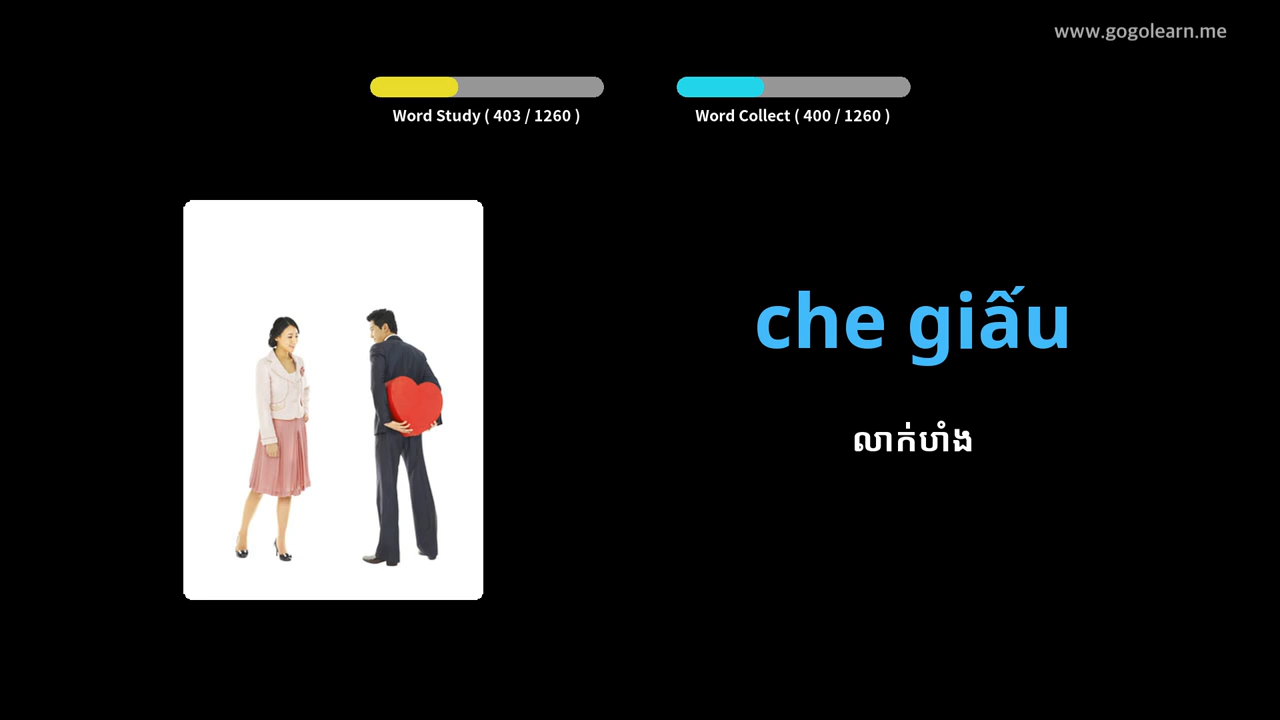 www.gogolearn.me
Word Study ( 403 / 1260 )
Word Collect ( 400 / 1260 )
che giấu
លាក់បាំង